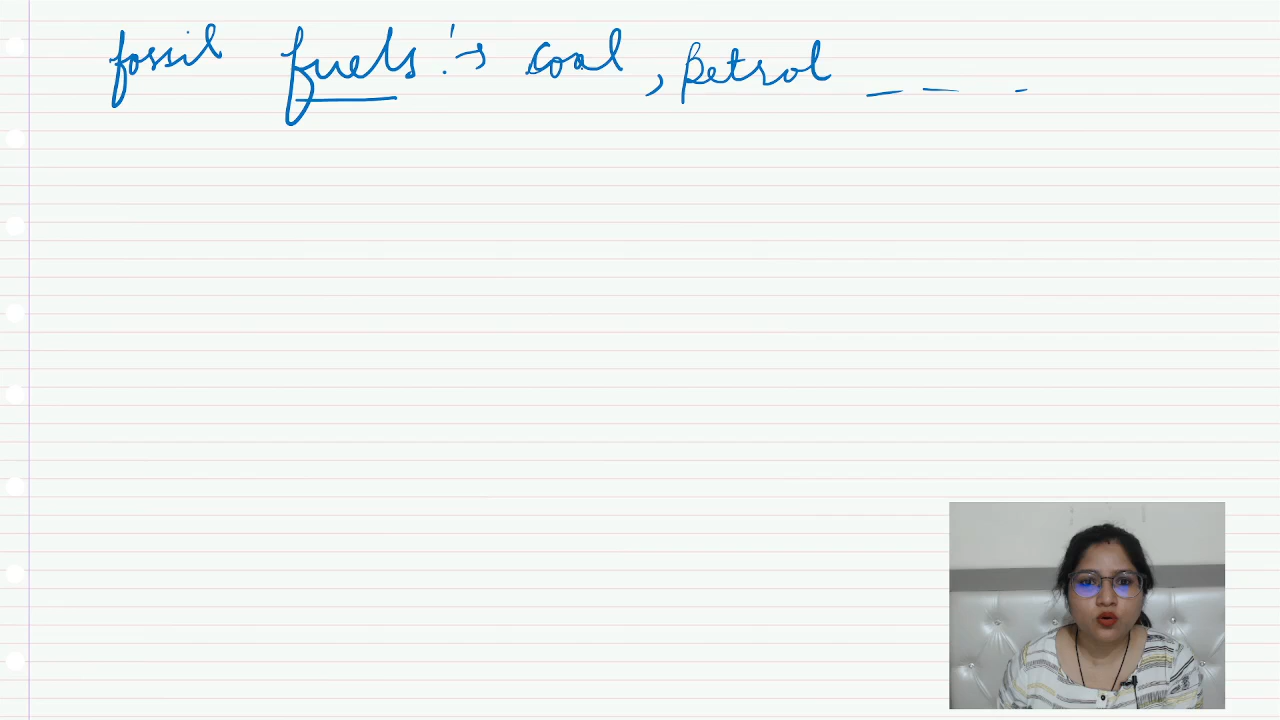 fossil fuels :→ coal, Petrol _ _ _